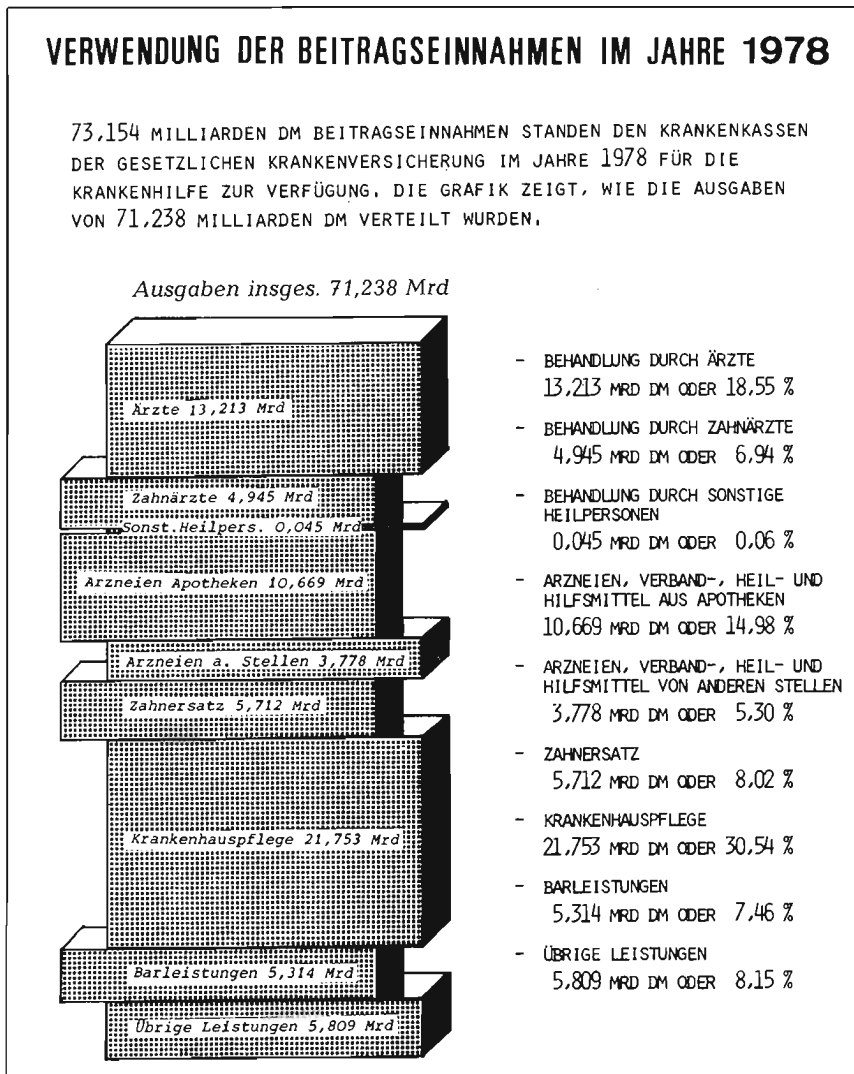 VERWENDUNG DER BEITRAGSEINNAHMEN IM JAHRE 1978
73,154 MILLIARDEN DM BEITRAGSEINNAHMEN STANDEN DEN KRANKENKASSEN
DER GESETZLICHEN KRANKENVERSICHERUNG IM JAHRE 1978 FÜR DIE
KRANKENHILFE ZUR VERFÜGUNG. DIE GRAFIK ZEIGT, WIE DIE AUSGABEN
VON 71,238 MILLIARDEN DM VERTEILT WURDEN.
Ausgaben insges. 71,238 Mrd
Ärzte 13,213 Mrd
Zahnärzte 4,945 Mrd
Sonst.Heilpers. 0,045 Mrd
Arzneien Apotheken 10,669 Mrd
Arzneien a. Stellen 3,778 Mrd
Zahnersatz 5,712 Mrd
Krankenhauspflege 21,753 Mrd
Barleistungen 5,314 Mrd
Übrige Leistungen 5,809 Mrd
- BEHANDLUNG DURCH ÄRZTE
13,213 MRD DM ODER 18,55 %
- BEHANDLUNG DURCH ZAHNÄRZTE
4,945 MRD DM ODER 6,94 %
- BEHANDLUNG DURCH SONSTIGE
HEILPERSONEN
0,045 MRD DM ODER 0,06 %
- ARZNEIEN, VERBAND-, HEIL- UND
HILFSMITTEL AUS APOTHEKEN
10,669 MRD DM ODER 14,98 %
- ARZNEIEN, VERBAND-, HEIL- UND
HILFSMITTEL VON ANDEREN STELLEN
3,778 MRD DM ODER 5,30 %
- ZAHNERSATZ
5,712 MRD DM ODER 8,02 %
- KRANKENHAUSPFLEGE
21,753 MRD DM ODER 30,54 %
- BARLEISTUNGEN
5,314 MRD DM ODER 7,46 %
- ÜBRIGE LEISTUNGEN
5,809 MRD DM ODER 8,15 %